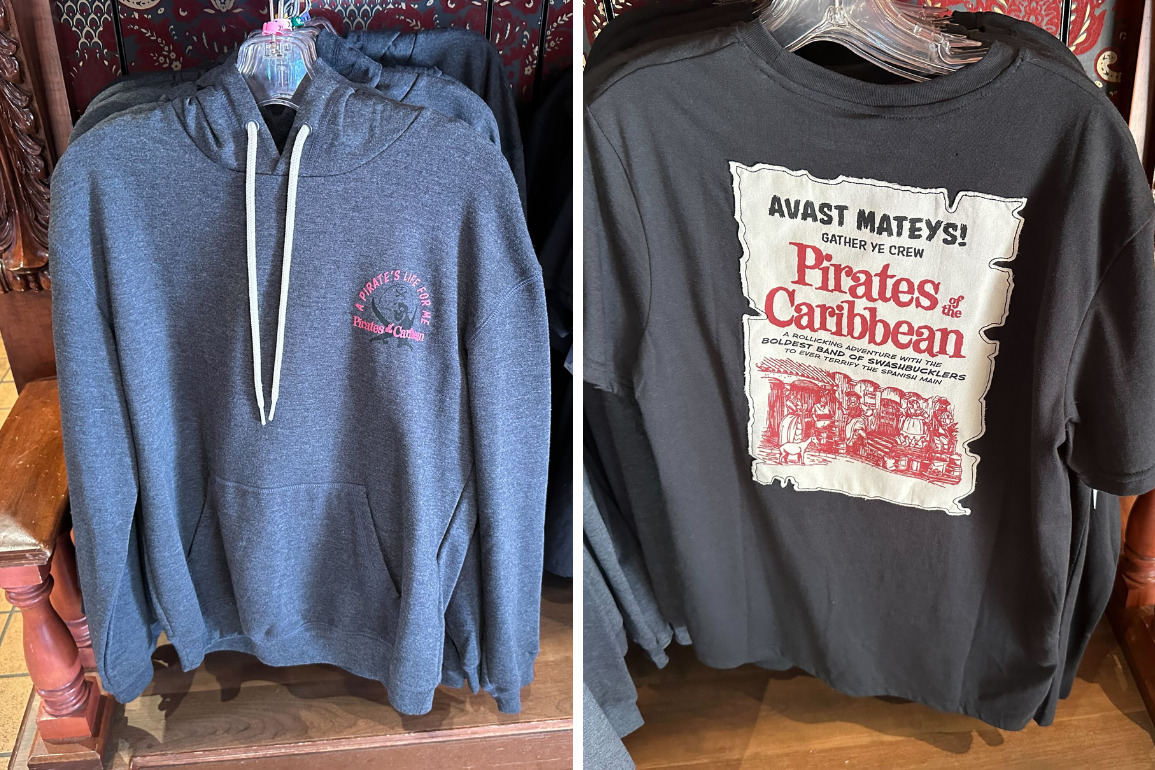 A PIRATE'S LIFE FOR ME
Pirates of the Caribbean
AVAST MATEYS!
GATHER YE CREW
Pirates of the
Caribbean
A ROLLICKING ADVENTURE WITH THE
BOLDEST BAND OF SWASHBUCKLERS
TO EVER TERRIFY THE SPANISH MAIN